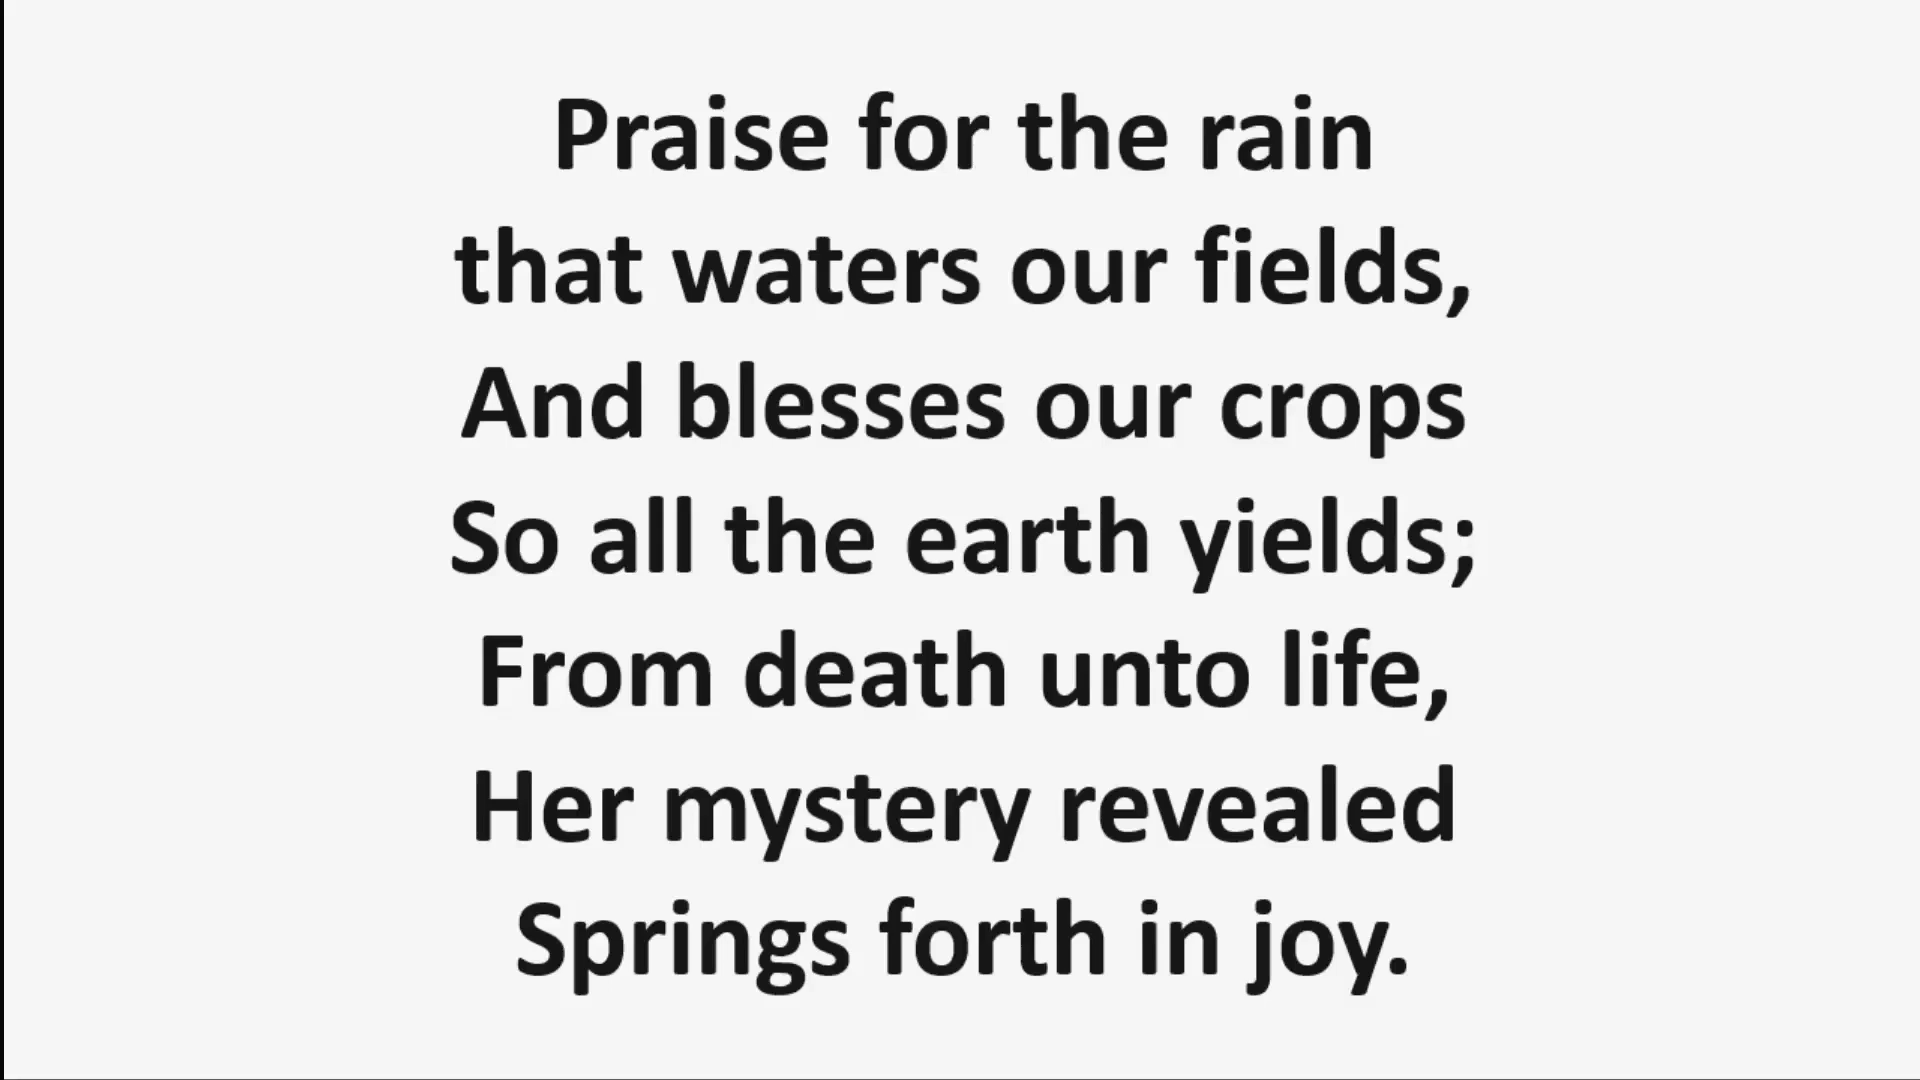 Praise for the rain
that waters our fields,
And blesses our crops
So all the earth yields;
From death unto life,
Her mystery revealed
Springs forth in joy.